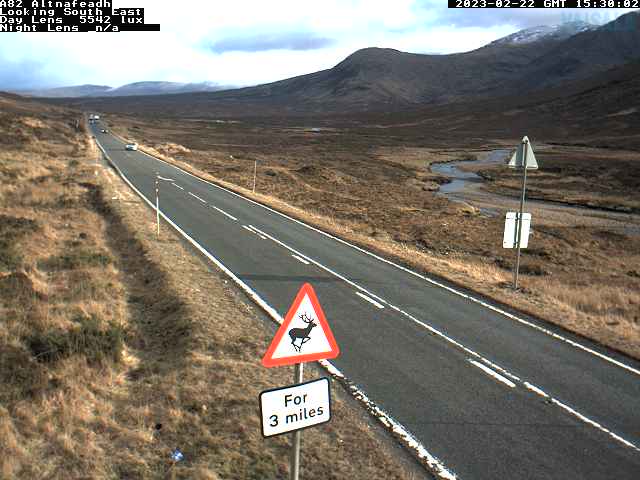 A82 Altnafeadh
Looking South East
Day Lens 5542 lux
Night Lens n/a
2023-02-22 GMT 15:30:02
For
3 miles